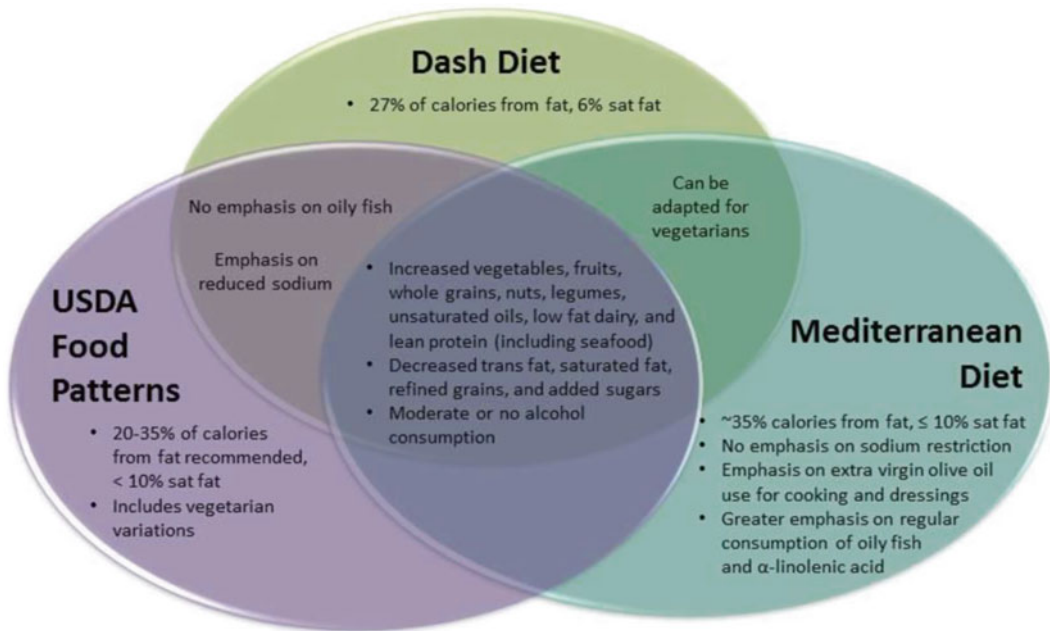 Dash Diet
• 27% of calories from fat, 6% sat fat
No emphasis on oily fish
Emphasis on
reduced sodium
Can be
adapted for
vegetarians
• Increased vegetables, fruits,
whole grains, nuts, legumes,
unsaturated oils, low fat dairy, and
lean protein (including seafood)
• Decreased trans fat, saturated fat,
refined grains, and added sugars
• Moderate or no alcohol
consumption
USDA
Food
Patterns
• 20-35% of calories
from fat recommended,
< 10% sat fat
• Includes vegetarian
variations
Mediterranean
Diet
• ~35% calories from fat, ≤ 10% sat fat
• No emphasis on sodium restriction
• Emphasis on extra virgin olive oil
use for cooking and dressings
• Greater emphasis on regular
consumption of oily fish
and α-linolenic acid